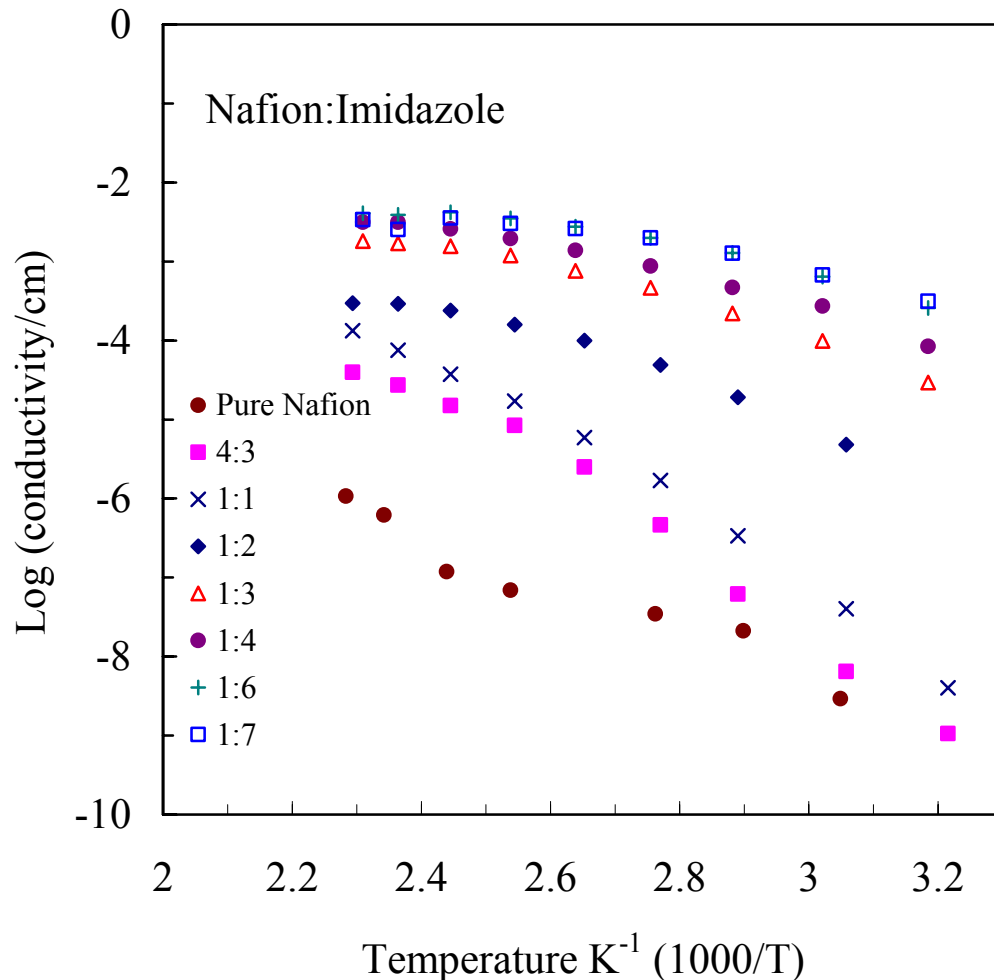 0
Nafion:Imidazole
-2
-4
Pure Nafion
4:3
1:1
-6
1:2
1:3
1:4
-8
1:6
1:7
-10
2 2.2 2.4 2.6 2.8 3 3.2
Temperature K⁻¹ (1000/T)
Log (conductivity/cm)